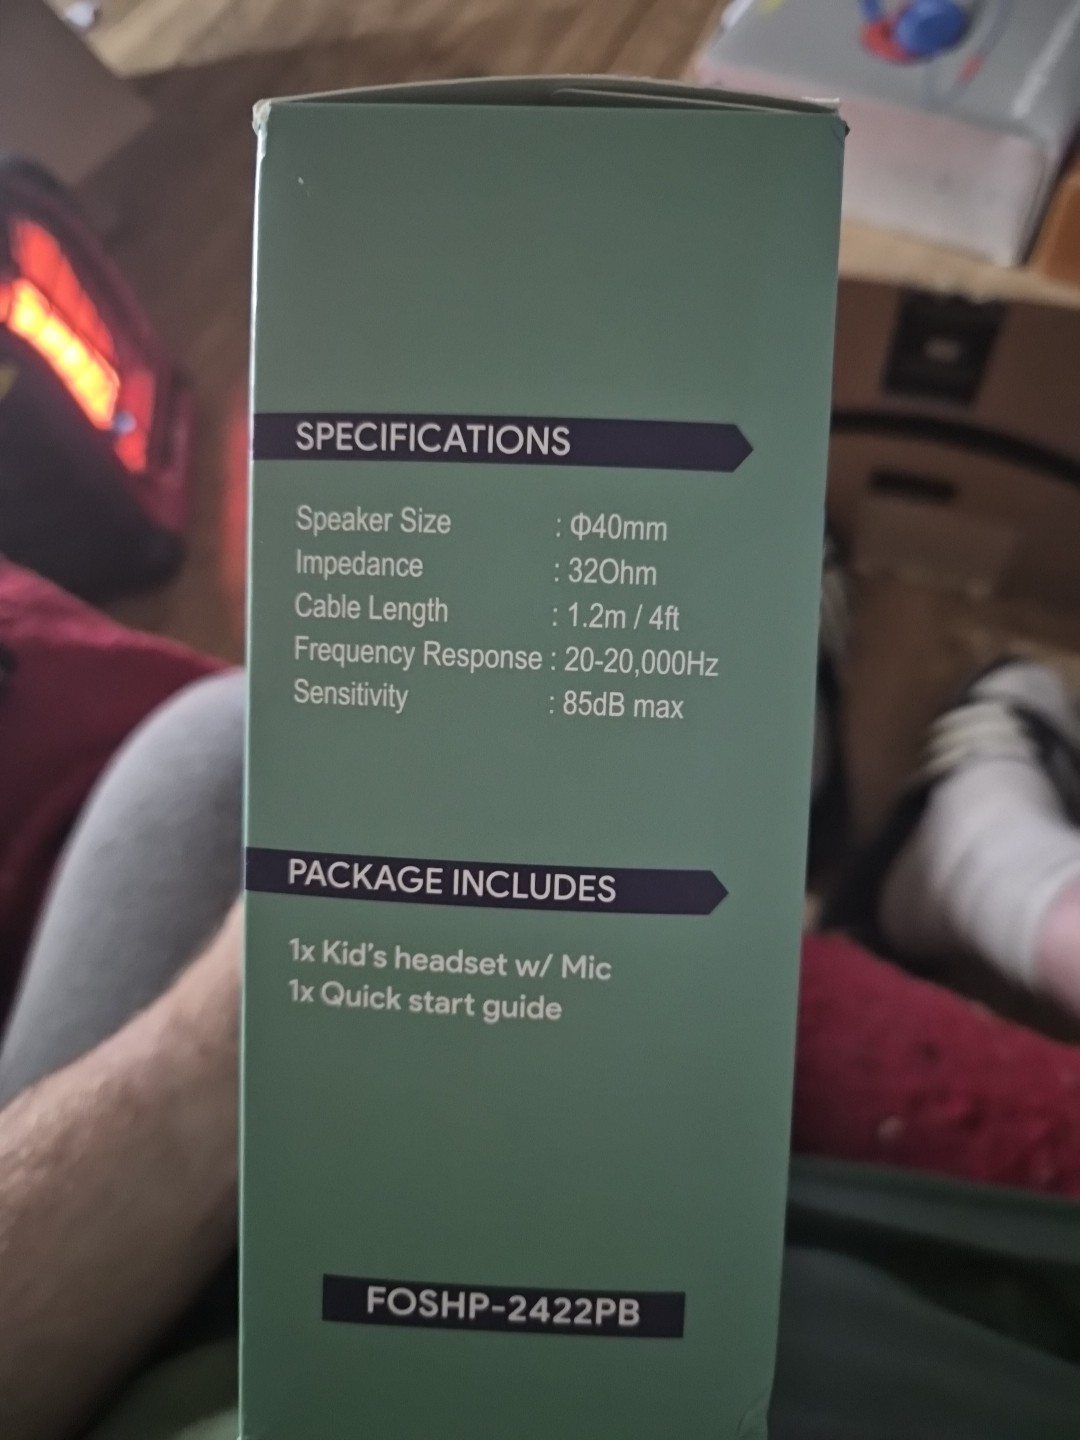 SPECIFICATIONS
Speaker Size : Φ40mm
Impedance : 32Ohm
Cable Length : 1.2m / 4ft
Frequency Response : 20-20,000Hz
Sensitivity : 85dB max
PACKAGE INCLUDES
1x Kid's headset w/ Mic
1x Quick start guide
FOSHP-2422PB